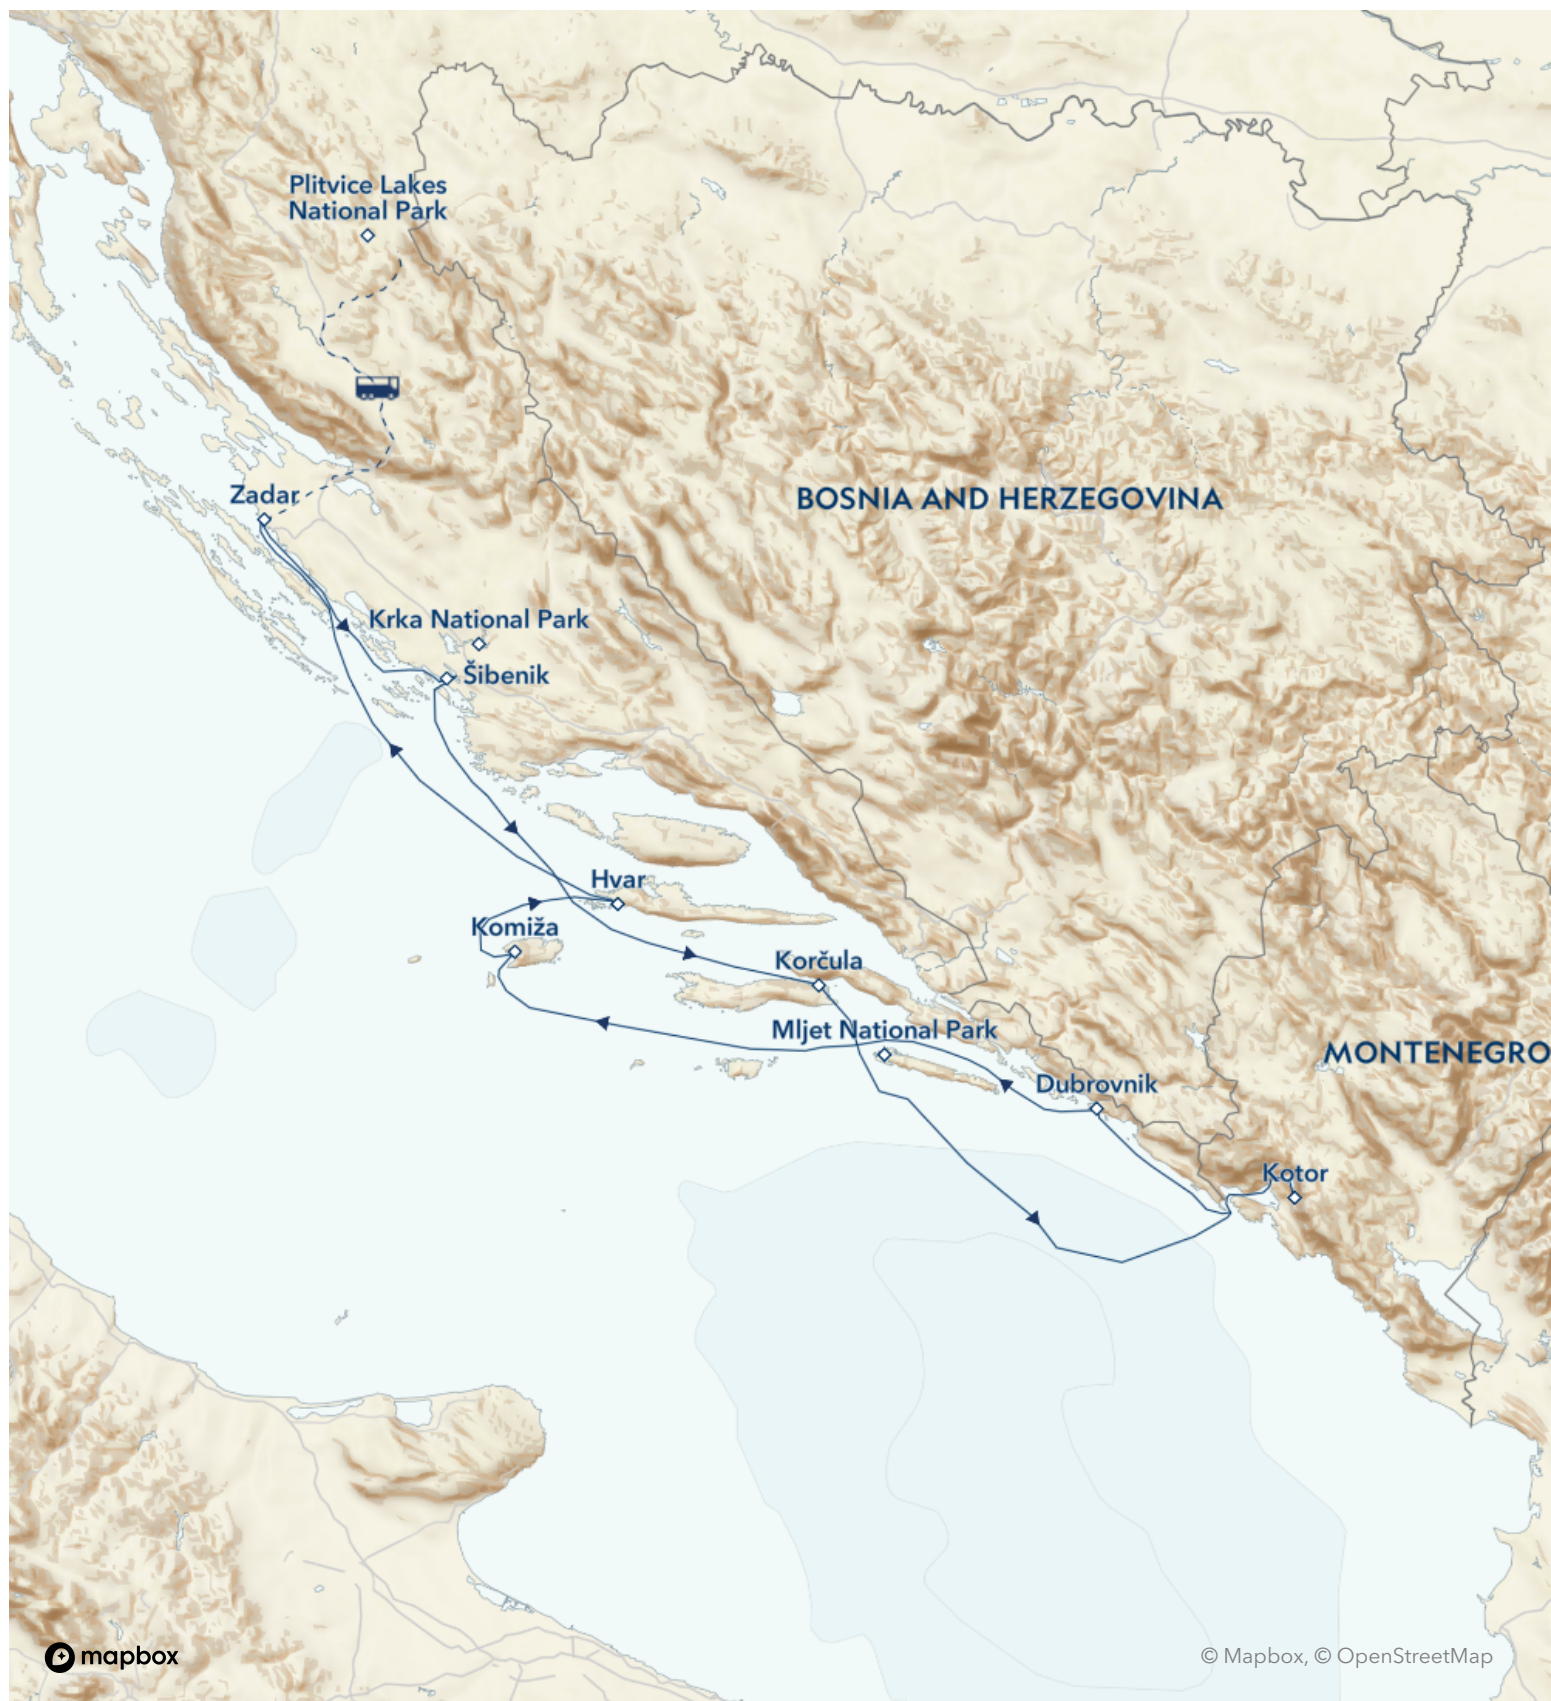 Plitvice Lakes
National Park
Zadar
BOSNIA AND HERZEGOVINA
Krka National Park
Šibenik
Hvar
Komiža
Korčula
Mljet National Park
MONTENEGRO
Dubrovnik
Kotor
mapbox
© Mapbox, © OpenStreetMap